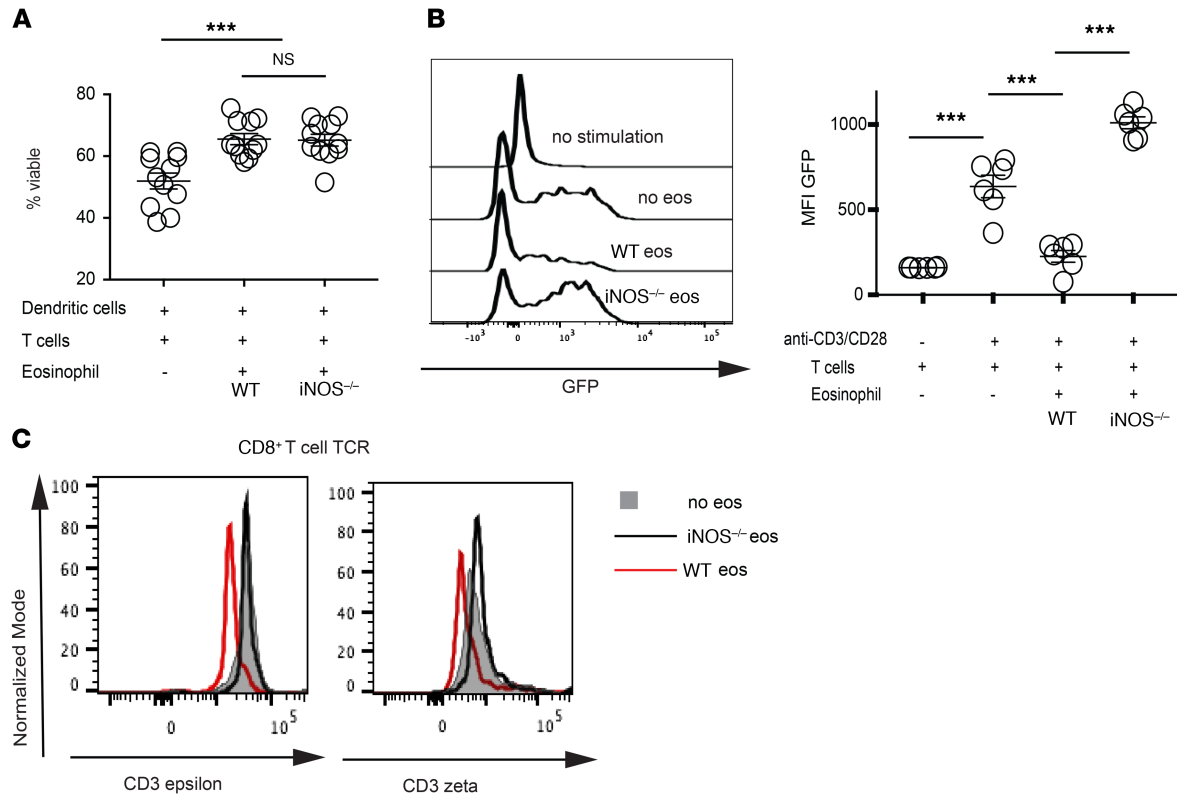 A
***
NS
80
60
40
20
% viable
Dendritic cells + + +
T cells + + +
Eosinophil - + +
WT iNOS–/–
B
no stimulation
no eos
WT eos
iNOS–/– eos
-10³ 0 10³ 10⁴ 10⁵
GFP
***
***
***
1000
500
0
MFI GFP
anti-CD3/CD28 - + + +
T cells + + + +
Eosinophil - - + +
WT iNOS–/–
C
CD8⁺ T cell TCR
Normalized Mode
100
80
60
40
20
0
0 10⁵
CD3 epsilon
100
80
60
40
20
0
0 10⁵
CD3 zeta
no eos
iNOS–/– eos
WT eos